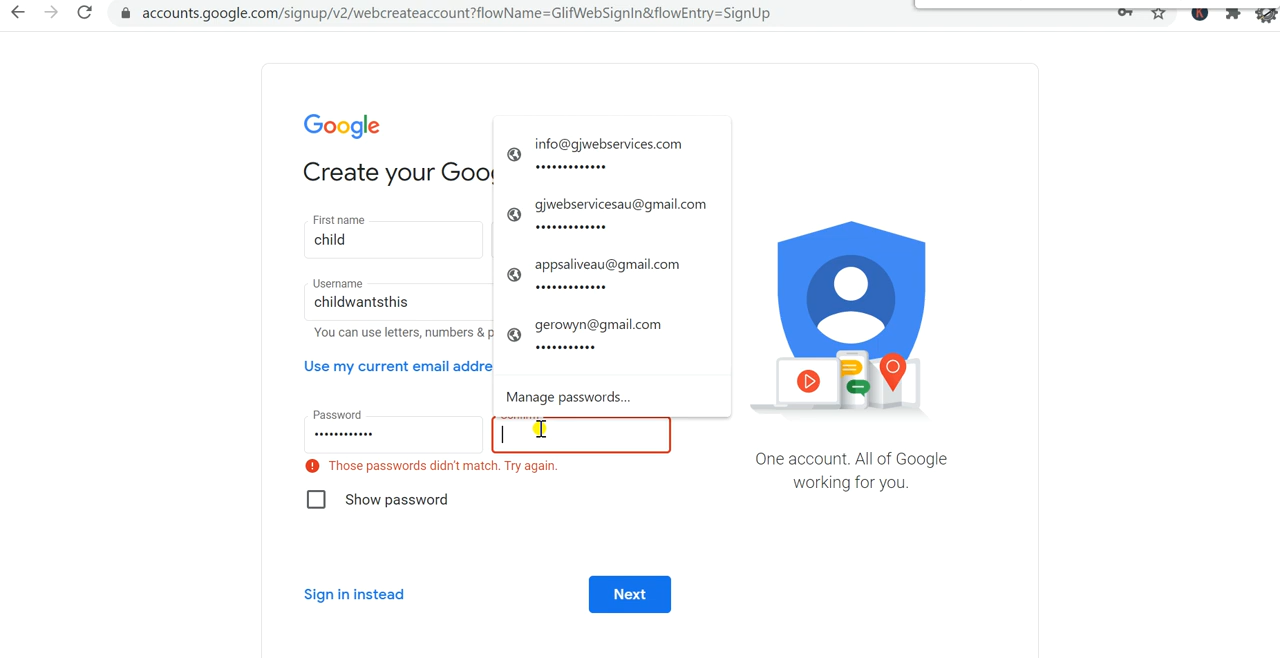 accounts.google.com/signup/v2/webcreateaccount?flowName=GlifWebSignIn&flowEntry=SignUp
K
Google
Create your Goo
First name
child
Username
childwantsthis
You can use letters, numbers & p
Use my current email addre
info@gjwebservices.com
•••••••••••••
gjwebservicesau@gmail.com
•••••••••••••
appsaliveau@gmail.com
•••••••••••••
gerowyn@gmail.com
•••••••••••
Manage passwords...
Password
••••••••••••
Confirm
Those passwords didn't match. Try again.
Show password
Sign in instead
Next
One account. All of Google
working for you.